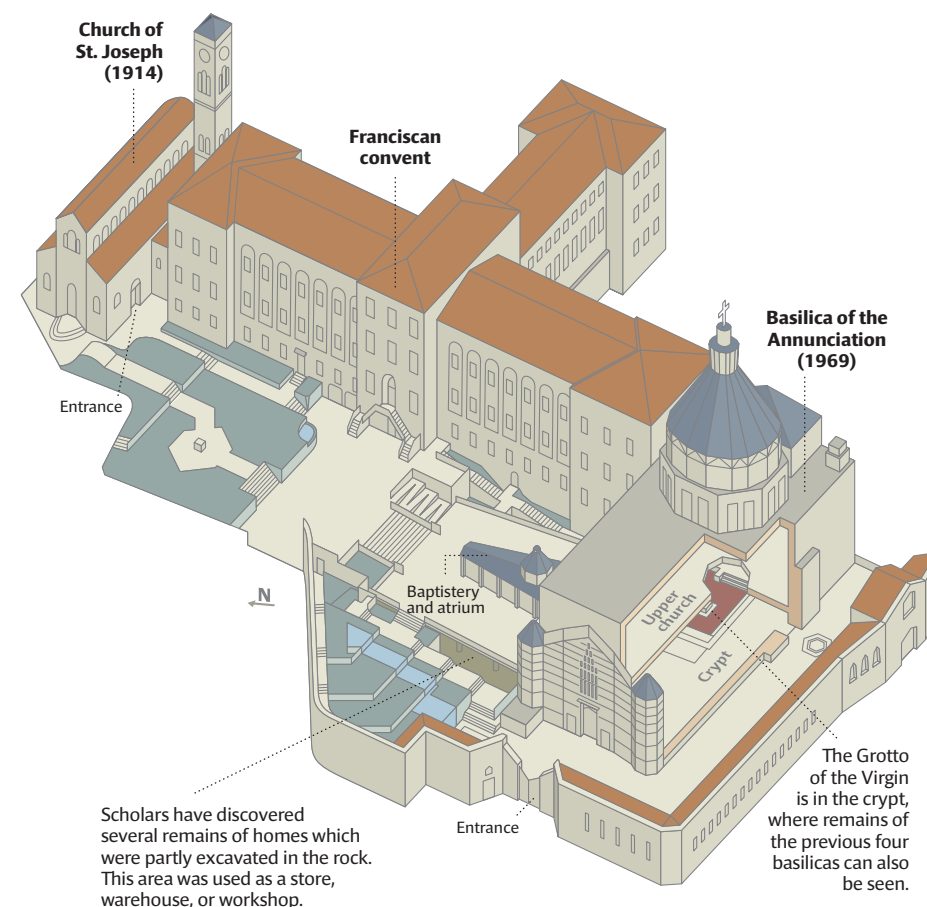 Church of
St. Joseph
(1914)
Franciscan
convent
Basilica of the
Annunciation
(1969)
Entrance
N
Baptistery
and atrium
Upper
church
Crypt
Entrance
Scholars have discovered
several remains of homes which
were partly excavated in the rock.
This area was used as a store,
warehouse, or workshop.
The Grotto
of the Virgin
is in the crypt,
where remains of
the previous four
basilicas can also
be seen.